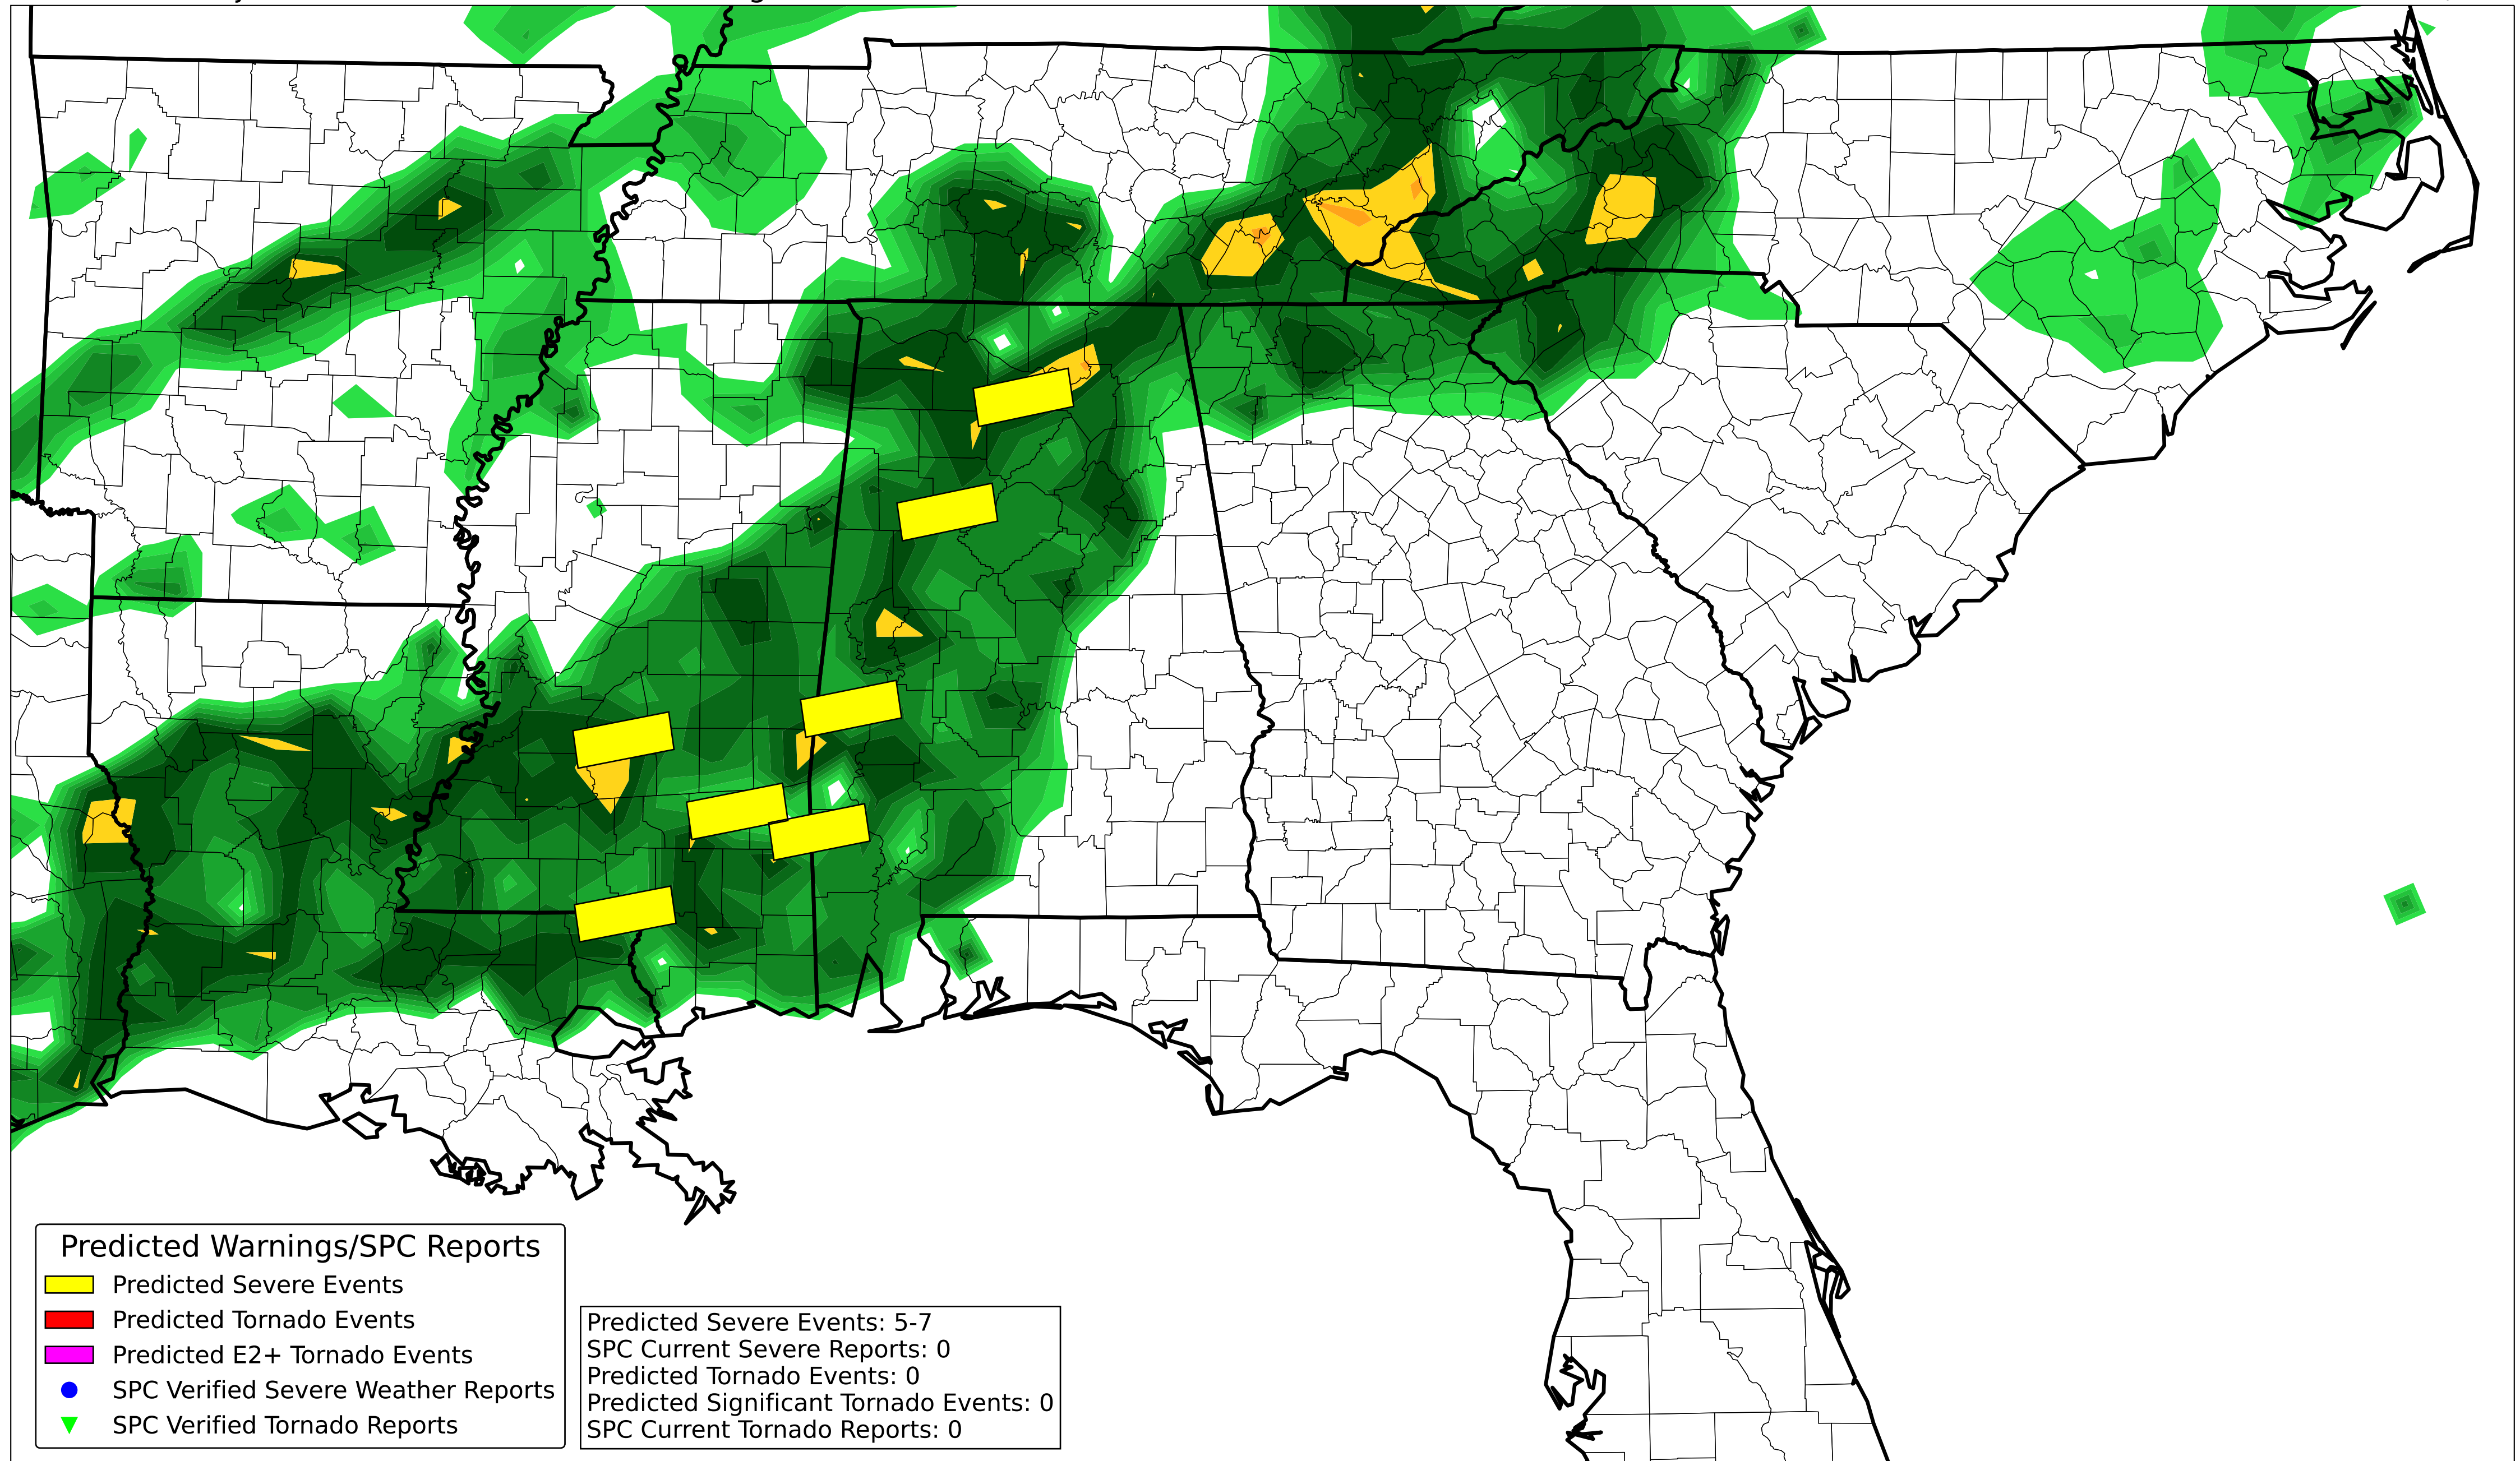 Predicted Warnings/SPC Reports
Predicted Severe Events
Predicted Tornado Events
Predicted E2+ Tornado Events
SPC Verified Severe Weather Reports
SPC Verified Tornado Reports
Predicted Severe Events: 5-7
SPC Current Severe Reports: 0
Predicted Tornado Events: 0
Predicted Significant Tornado Events: 0
SPC Current Tornado Reports: 0